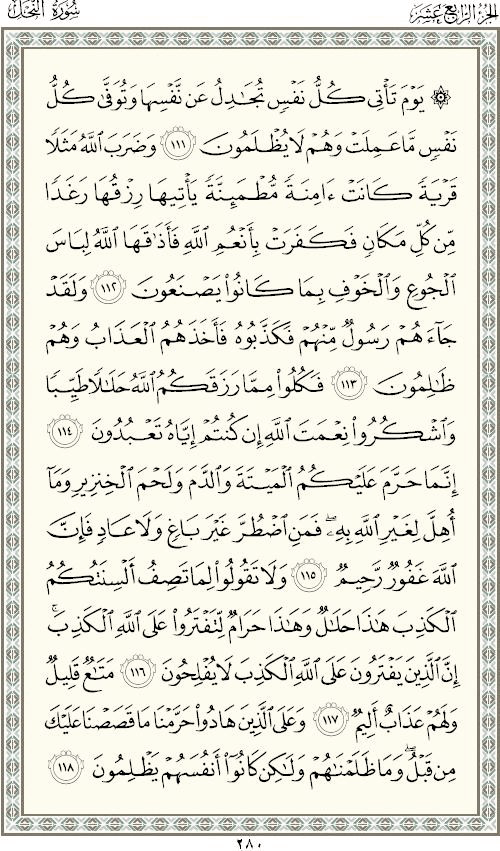 الجزء الرابع عشر
سورة النحل
۞ يَوْمَ تَأْتِي كُلُّ نَفْسٍ تُجَٰدِلُ عَن نَّفْسِهَا وَتُوَفَّىٰ كُلُّ
نَفْسٍ مَّا عَمِلَتْ وَهُمْ لَا يُظْلَمُونَ ١١١ وَضَرَبَ ٱللَّهُ مَثَلًا
قَرْيَةً كَانَتْ ءَامِنَةً مُّطْمَئِنَّةً يَأْتِيهَا رِزْقُهَا رَغَدًا
مِّن كُلِّ مَكَانٍ فَكَفَرَتْ بِأَنْعُمِ ٱللَّهِ فَأَذَٰقَهَا ٱللَّهُ لِبَاسَ
ٱلْجُوعِ وَٱلْخَوْفِ بِمَا كَانُوا۟ يَصْنَعُونَ ١١٢ وَلَقَدْ
جَآءَهُمْ رَسُولٌ مِّنْهُمْ فَكَذَّبُوهُ فَأَخَذَهُمُ ٱلْعَذَابُ وَهُمْ
ظَٰلِمُونَ ١١٣ فَكُلُوا۟ مِمَّا رَزَقَكُمُ ٱللَّهُ حَلَٰلًا طَيِّبًا
وَٱشْكُرُوا۟ نِعْمَتَ ٱللَّهِ إِن كُنتُمْ إِيَّاهُ تَعْبُدُونَ ١١٤
إِنَّمَا حَرَّمَ عَلَيْكُمُ ٱلْمَيْتَةَ وَٱلدَّمَ وَلَحْمَ ٱلْخِنزِيرِ وَمَآ
أُهِلَّ لِغَيْرِ ٱللَّهِ بِهِۦ ۖ فَمَنِ ٱضْطُرَّ غَيْرَ بَاغٍ وَلَا عَادٍ فَإِنَّ
ٱللَّهَ غَفُورٌ رَّحِيمٌ ١١٥ وَلَا تَقُولُوا۟ لِمَا تَصِفُ أَلْسِنَتُكُمُ
ٱلْكَذِبَ هَٰذَا حَلَٰلٌ وَهَٰذَا حَرَامٌ لِّتَفْتَرُوا۟ عَلَى ٱللَّهِ ٱلْكَذِبَ ۚ
إِنَّ ٱلَّذِينَ يَفْتَرُونَ عَلَى ٱللَّهِ ٱلْكَذِبَ لَا يُفْلِحُونَ ١١٦ مَتَٰعٌ قَلِيلٌ
وَلَهُمْ عَذَابٌ أَلِيمٌ ١١٧ وَعَلَى ٱلَّذِينَ هَادُوا۟ حَرَّمْنَا مَا قَصَصْنَا عَلَيْكَ
مِن قَبْلُ ۖ وَمَا ظَلَمْنَٰهُمْ وَلَٰكِن كَانُوٓا۟ أَنفُسَهُمْ يَظْلِمُونَ ١١٨
٢٨٠